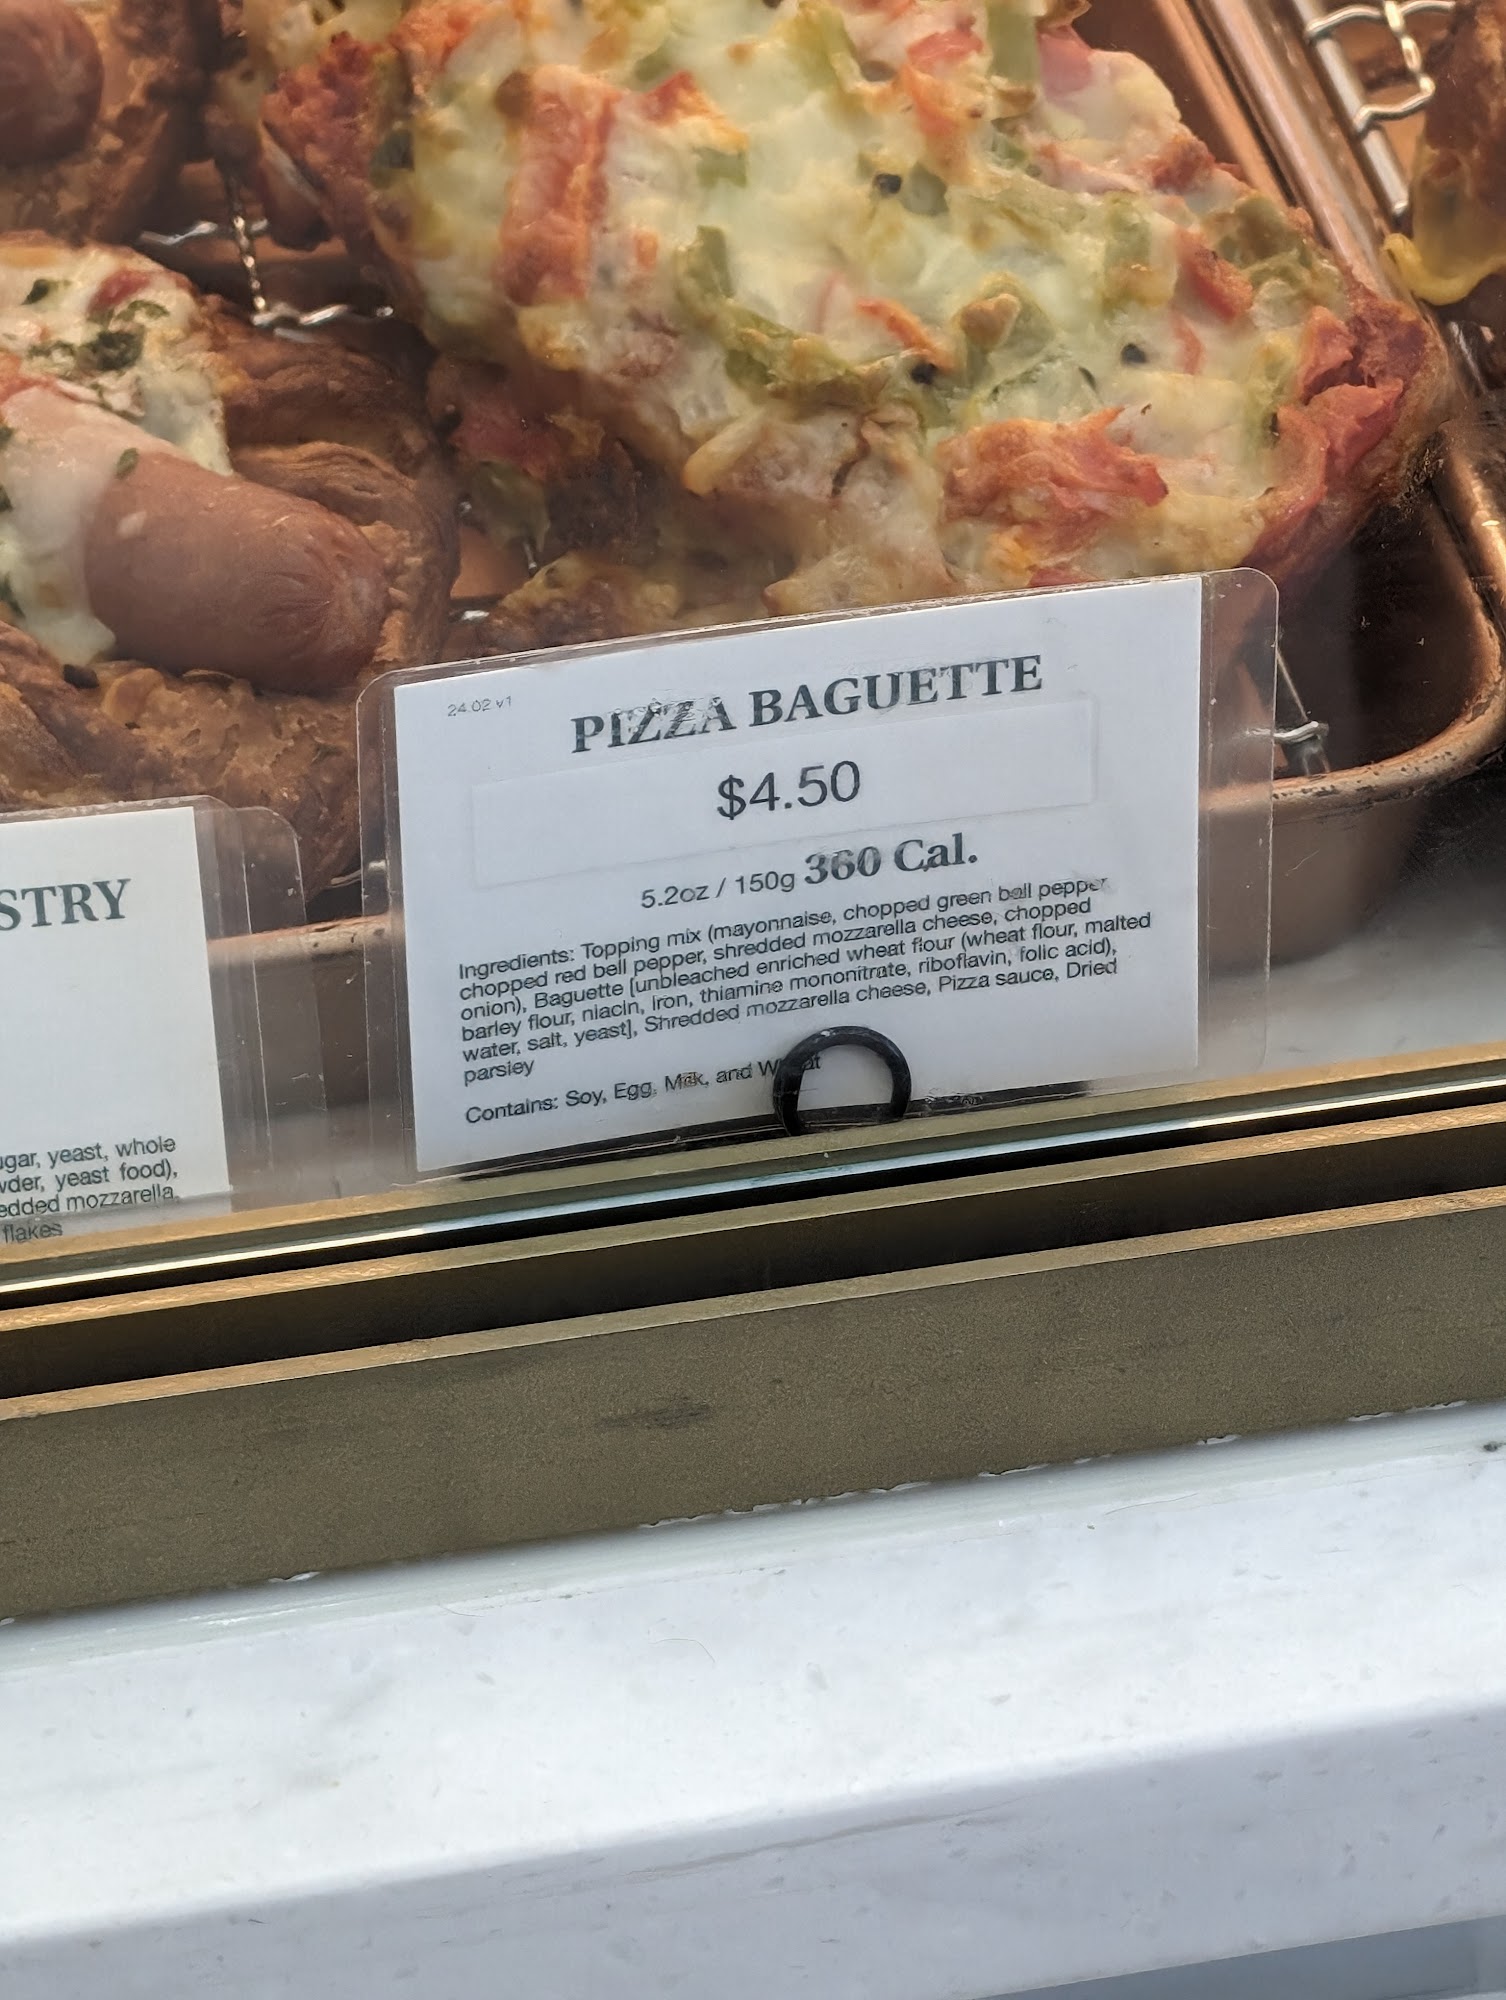 24.02 v1
PIZZA BAGUETTE
$4.50
5.2oz / 150g 360 Cal.
Ingredients: Topping mix (mayonnaise, chopped green bell pepper
chopped red bell pepper, shredded mozzarella cheese, chopped
onion), Baguette [unbleached enriched wheat flour (wheat flour, malted
barley flour, niacin, iron, thiamine mononitrate, riboflavin, folic acid),
water, salt, yeast], Shredded mozzarella cheese, Pizza sauce, Dried
parsley
Contains: Soy, Egg, Milk, and Wheat
STRY
ugar, yeast, whole
wder, yeast food),
edded mozzarella,
flakes